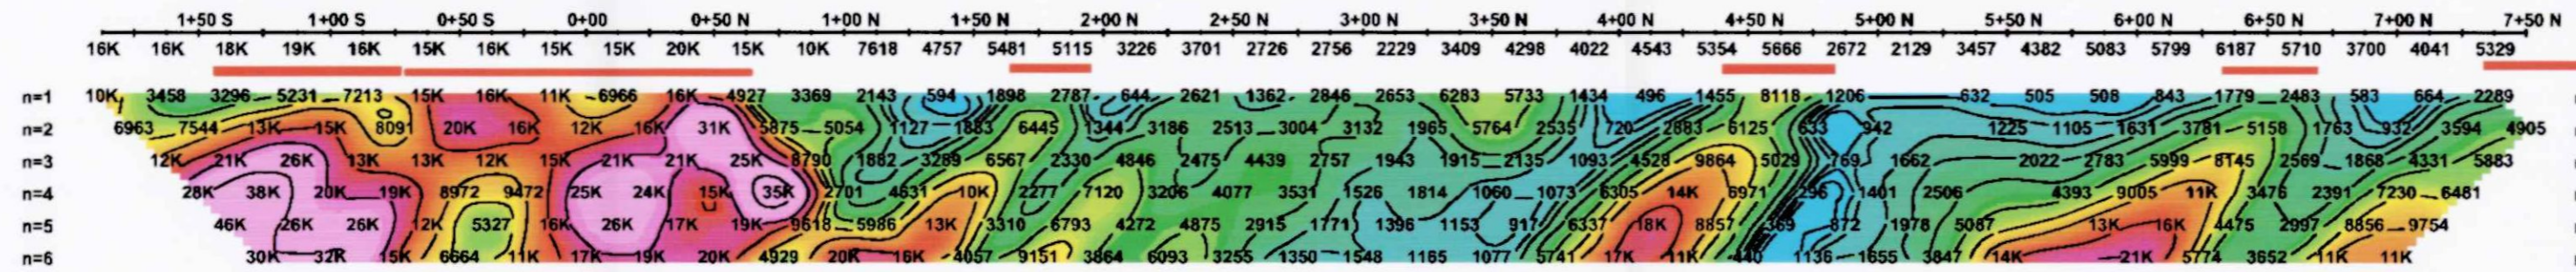 1+50 S 1+00 S 0+50 S 0+00 0+50 N 1+00 N 1+50 N 2+00 N 2+50 N 3+00 N 3+50 N 4+00 N 4+50 N 5+00 N 5+50 N 6+00 N 6+50 N 7+00 N 7+50 N
16K 16K 18K 19K 16K 15K 16K 15K 15K 20K 15K 10K 7618 4757 5481 5115 3226 3701 2726 2756 2229 3409 4298 4022 4543 5354 5666 2672 2129 3457 4382 5083 5799 6187 5710 3700 4041 5329
n=1 10K 3458 3296 5231 7213 15K 16K 11K 6966 16K 4927 3369 2143 594 1898 2787 644 2621 1362 2846 2653 6283 5733 1434 496 1455 8118 1206 632 505 508 843 1779 2483 583 664 2289
n=2 6963 7544 13K 15K 8091 20K 16K 12K 16K 31K 5875 5054 1127 1883 6445 1344 3186 2513 3004 3132 1965 5764 2535 720 2883 6125 633 942 1225 1105 1631 3781 5158 1763 932 3594 4905
n=3 12K 21K 26K 13K 13K 12K 15K 21K 21K 25K 8790 1882 3289 6567 2330 4846 2475 4439 2757 1943 1915 2135 1093 4528 9864 5029 769 1662 2022 2783 5999 8145 2569 1868 4331 5883
n=4 28K 38K 20K 19K 8972 9472 25K 24K 15K 35K 2701 4631 10K 2277 7120 3206 4077 3531 1526 1814 1060 1073 6305 14K 6971 296 1401 2506 4393 9005 11K 3476 2391 7230 6481
n=5 46K 26K 26K 12K 5327 16K 26K 17K 19K 9618 5986 13K 3310 6793 4272 4875 2915 1771 1396 1153 917 6337 18K 8857 369 872 1978 5087 13K 16K 4475 2997 8856 9754
n=6 30K 32K 15K 6664 11K 17K 19K 20K 4929 20K 16K 4057 9151 3864 6093 3255 1350 1548 1165 1077 5741 17K 11K 440 1136 1655 3847 14K 21K 5774 3652 11K 11K